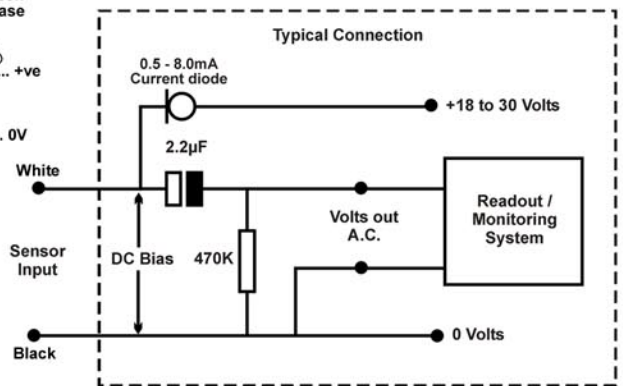 ase
... +ve
. 0V
Typical Connection
0.5 - 8.0mA
Current diode
+18 to 30 Volts
2.2µF
White
Volts out
A.C.
Readout /
Monitoring
System
Sensor
Input
DC Bias
470K
0 Volts
Black